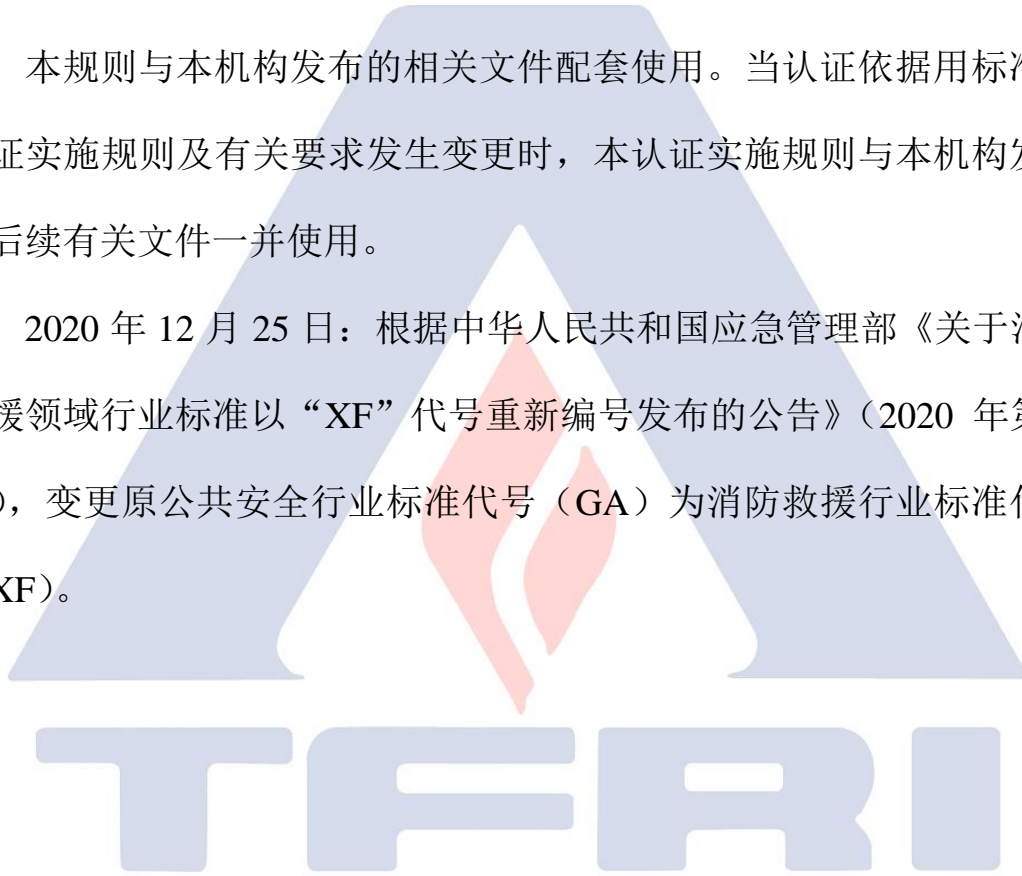 本规则与本机构发布的相关文件配套使用。当认证依据用标准
证实施规则及有关要求发生变更时，本认证实施规则与本机构发
后续有关文件一并使用。
2020 年 12 月 25 日：根据中华人民共和国应急管理部《关于消
援领域行业标准以“XF”代号重新编号发布的公告》（2020 年第
），变更原公共安全行业标准代号（GA）为消防救援行业标准代
XF）。
TFRI